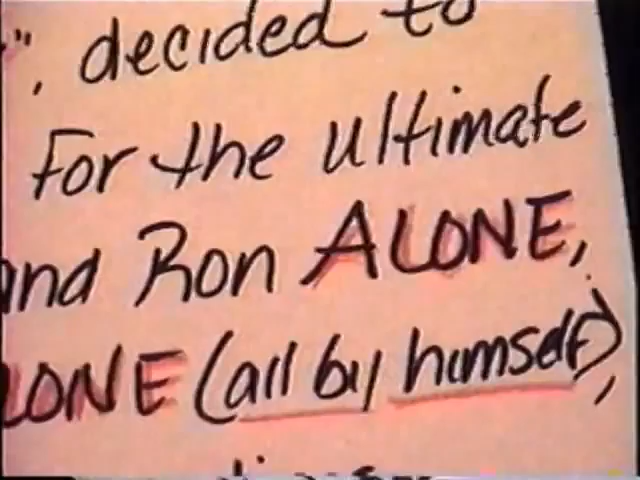 ", decided to
For the ultimate
and Ron ALONE,
LONE (all by himself),